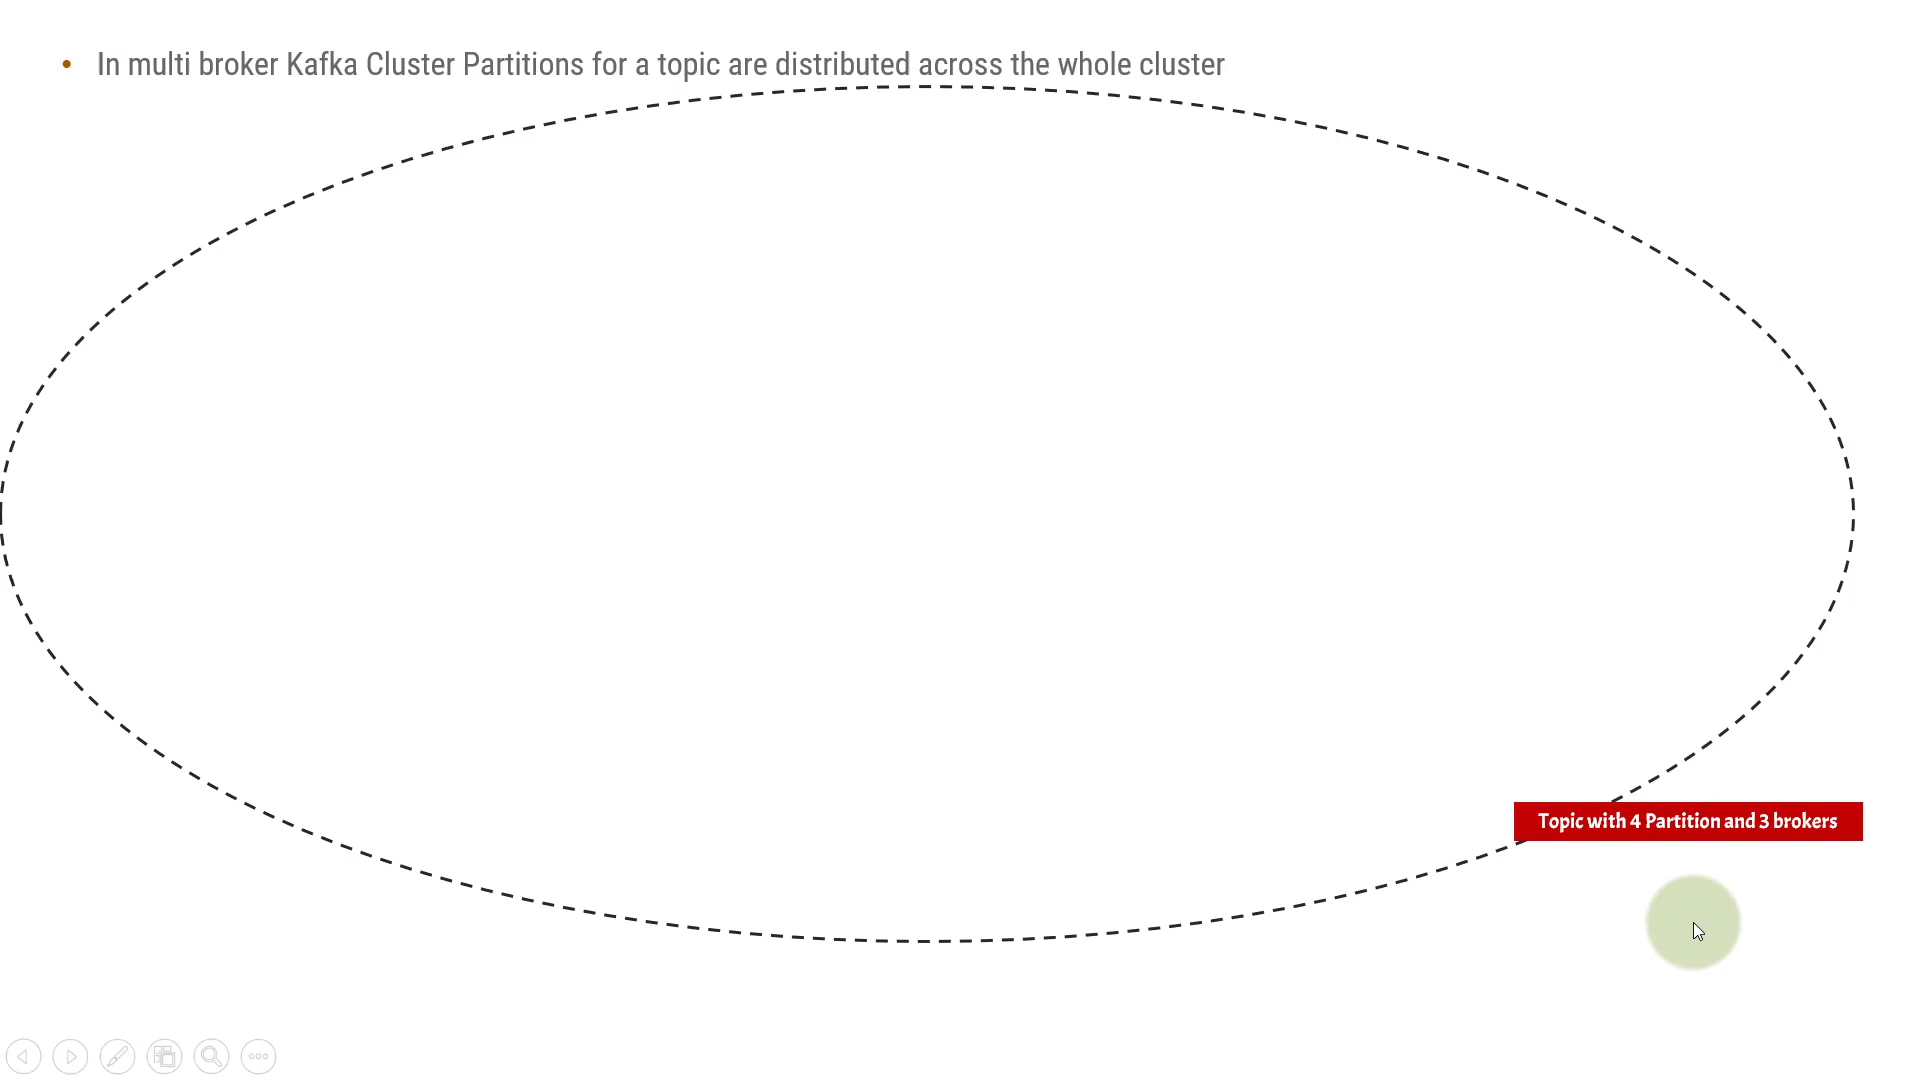 In multi broker Kafka Cluster Partitions for a topic are distributed across the whole cluster
Topic with 4 Partition and 3 brokers